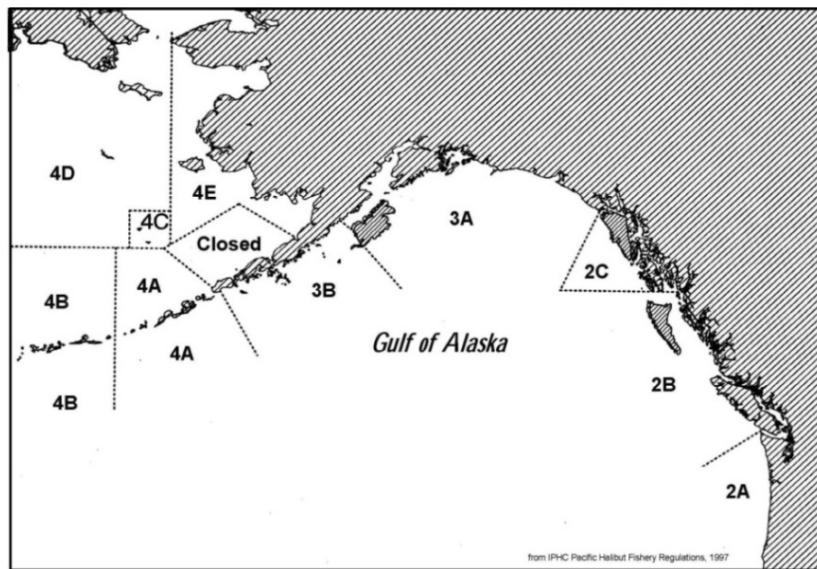 4D
4E
4C
Closed
3A
2C
4B
4A
3B
4A
Gulf of Alaska
4B
2B
2A
from IPHC Pacific Halibut Fishery Regulations, 1997